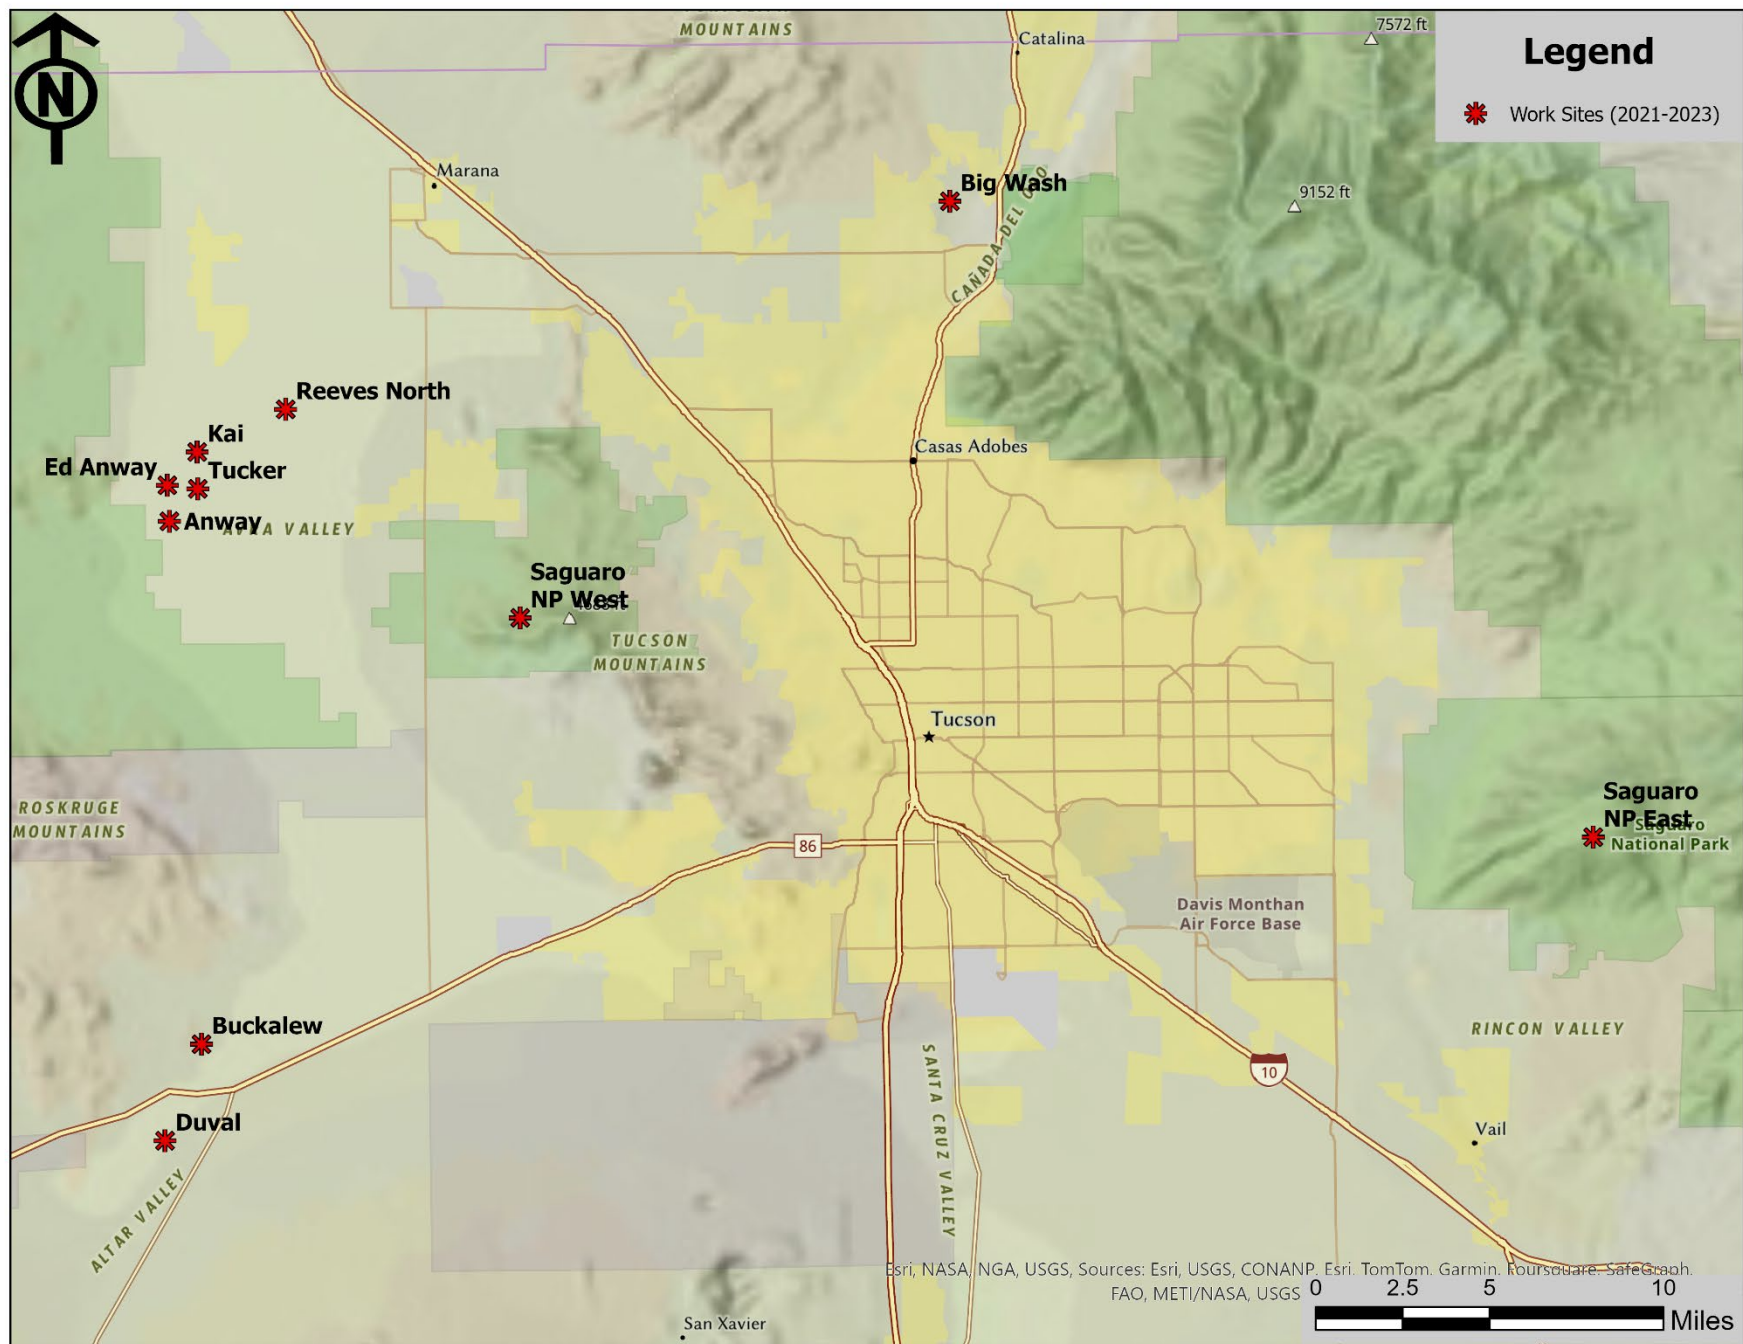 MOUNTAINS
Catalina
7572 ft
Legend
N
Work Sites (2021-2023)
Marana
Big Wash
9152 ft
CAÑADA DEL ORO
Reeves North
Kai
Casas Adobes
Ed Anway
Tucker
Anway
VALLEY
Saguaro
NP West
TUCSON
MOUNTAINS
Tucson
ROSKRUGE
MOUNTAINS
Saguaro
NP East
Saguaro
National Park
86
Davis Monthan
Air Force Base
Buckalew
RINCON VALLEY
10
SANTA CRUZ VALLEY
Duval
Vail
ALTAR VALLEY
Esri, NASA, NGA, USGS, Sources: Esri, USGS, CONANP, Esri, TomTom, Garmin, Foursquare, SafeGraph,
FAO, METI/NASA, USGS
0 2.5 5 10
Miles
San Xavier